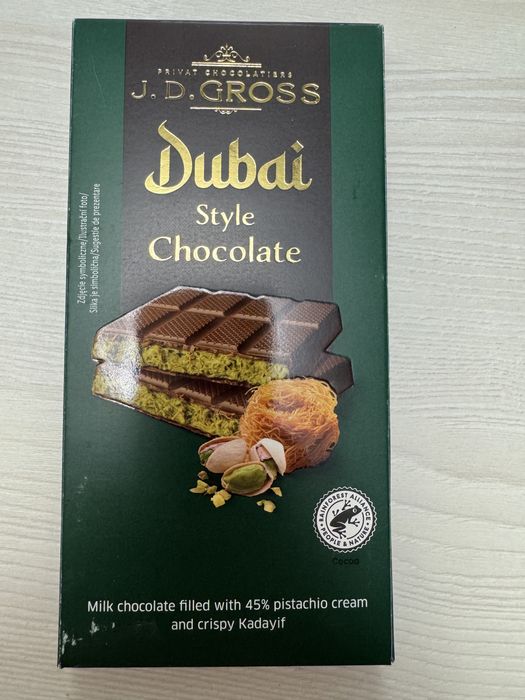 PRIVAT CHOCOLATIERS
J. D. GROSS
Dubai
Style
Chocolate
Zdjęcie symboliczne/Ilustrační foto/
Slika je simbolična/Sugestie de prezentare
RAINFOREST ALLIANCE
PEOPLE & NATURE
Cocoa
Milk chocolate filled with 45% pistachio cream
and crispy Kadayif